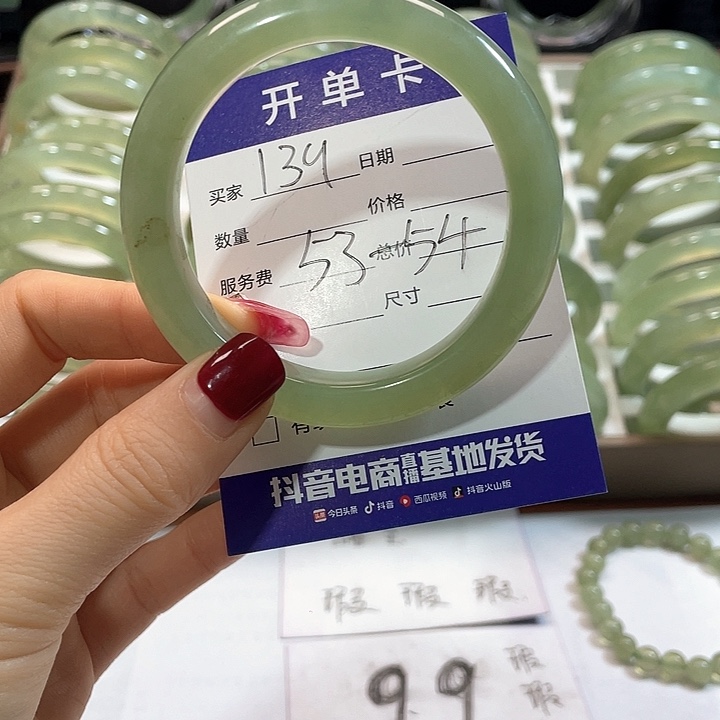 开单卡
买家 139 日期
价格
数量
53-54 总价
服务费
尺寸
抖音电商直播基地发货
今日头条 抖音 西瓜视频 抖音火山版
瑕 瑕 瑕
99 瑕
瑕